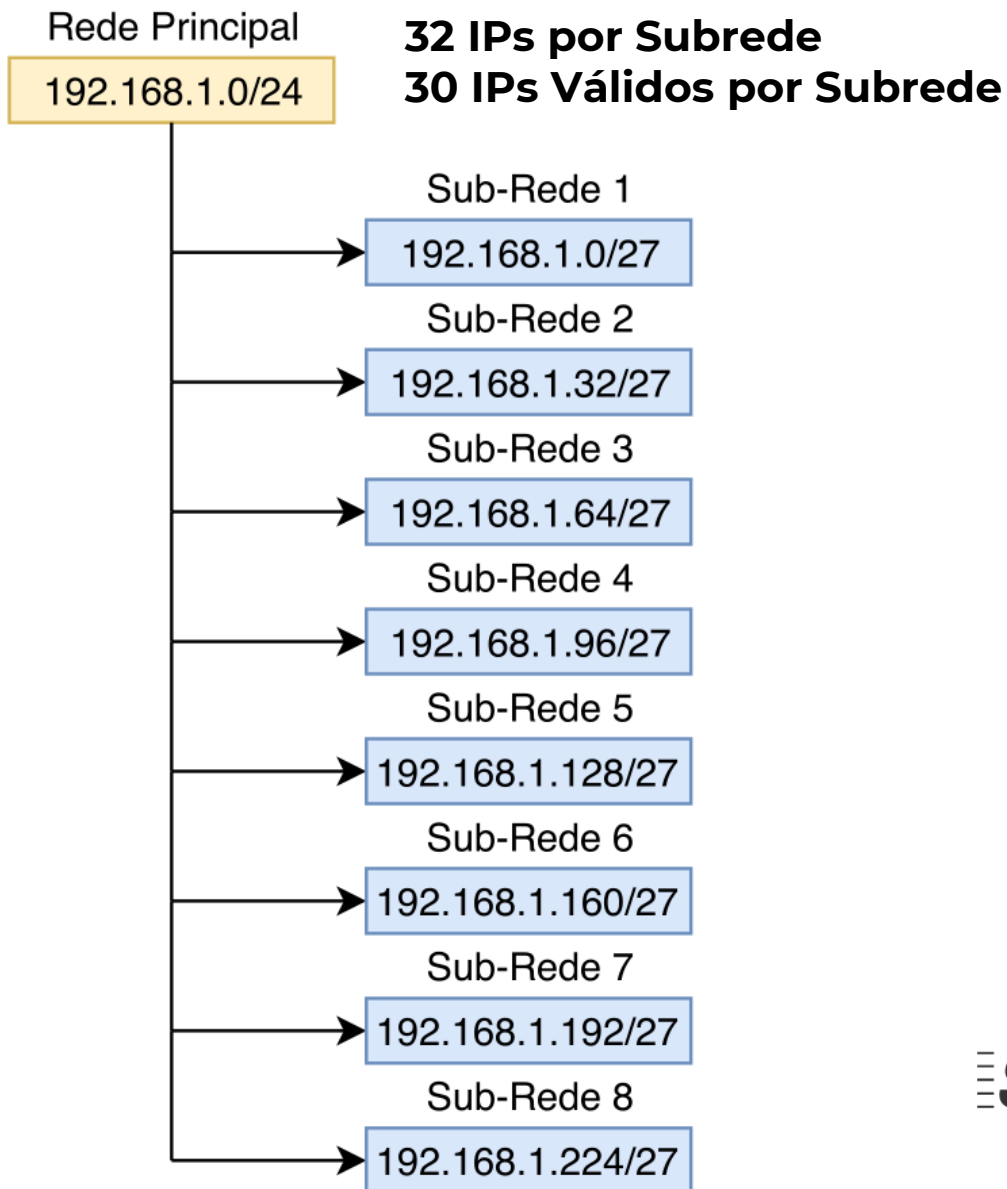 Rede Principal
192.168.1.0/24
32 IPs por Subrede
30 IPs Válidos por Subrede
Sub-Rede 1
192.168.1.0/27
Sub-Rede 2
192.168.1.32/27
Sub-Rede 3
192.168.1.64/27
Sub-Rede 4
192.168.1.96/27
Sub-Rede 5
192.168.1.128/27
Sub-Rede 6
192.168.1.160/27
Sub-Rede 7
192.168.1.192/27
Sub-Rede 8
192.168.1.224/27